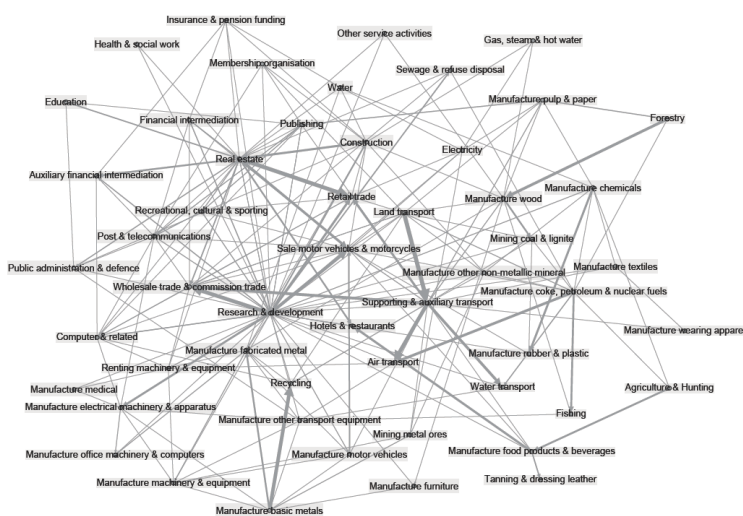 Insurance & pension funding
Other service activities
Health & social work
Gas, steam & hot water
Membership organisation
Sewage & refuse disposal
Water
Education
Manufacture pulp & paper
Financial intermediation
Publishing
Forestry
Construction
Electricity
Real estate
Auxiliary financial intermediation
Manufacture chemicals
Retail trade
Manufacture wood
Recreational, cultural & sporting
Land transport
Post & telecommunications
Mining coal & lignite
Sale motor vehicles & motorcycles
Public administration & defence
Manufacture textiles
Manufacture other non-metallic mineral
Wholesale trade & commission trade
Manufacture coke, petroleum & nuclear fuels
Supporting & auxiliary transport
Research & development
Hotels & restaurants
Manufacture wearing appare
Computer & related
Manufacture fabricated metal
Manufacture rubber & plastic
Air transport
Renting machinery & equipment
Recycling
Water transport
Agriculture & Hunting
Manufacture medical
Manufacture electrical machinery & apparatus
Fishing
Manufacture other transport equipment
Mining metal ores
Manufacture food products & beverages
Manufacture office machinery & computers
Manufacture motor vehicles
Tanning & dressing leather
Manufacture machinery & equipment
Manufacture furniture
Manufacture basic metals